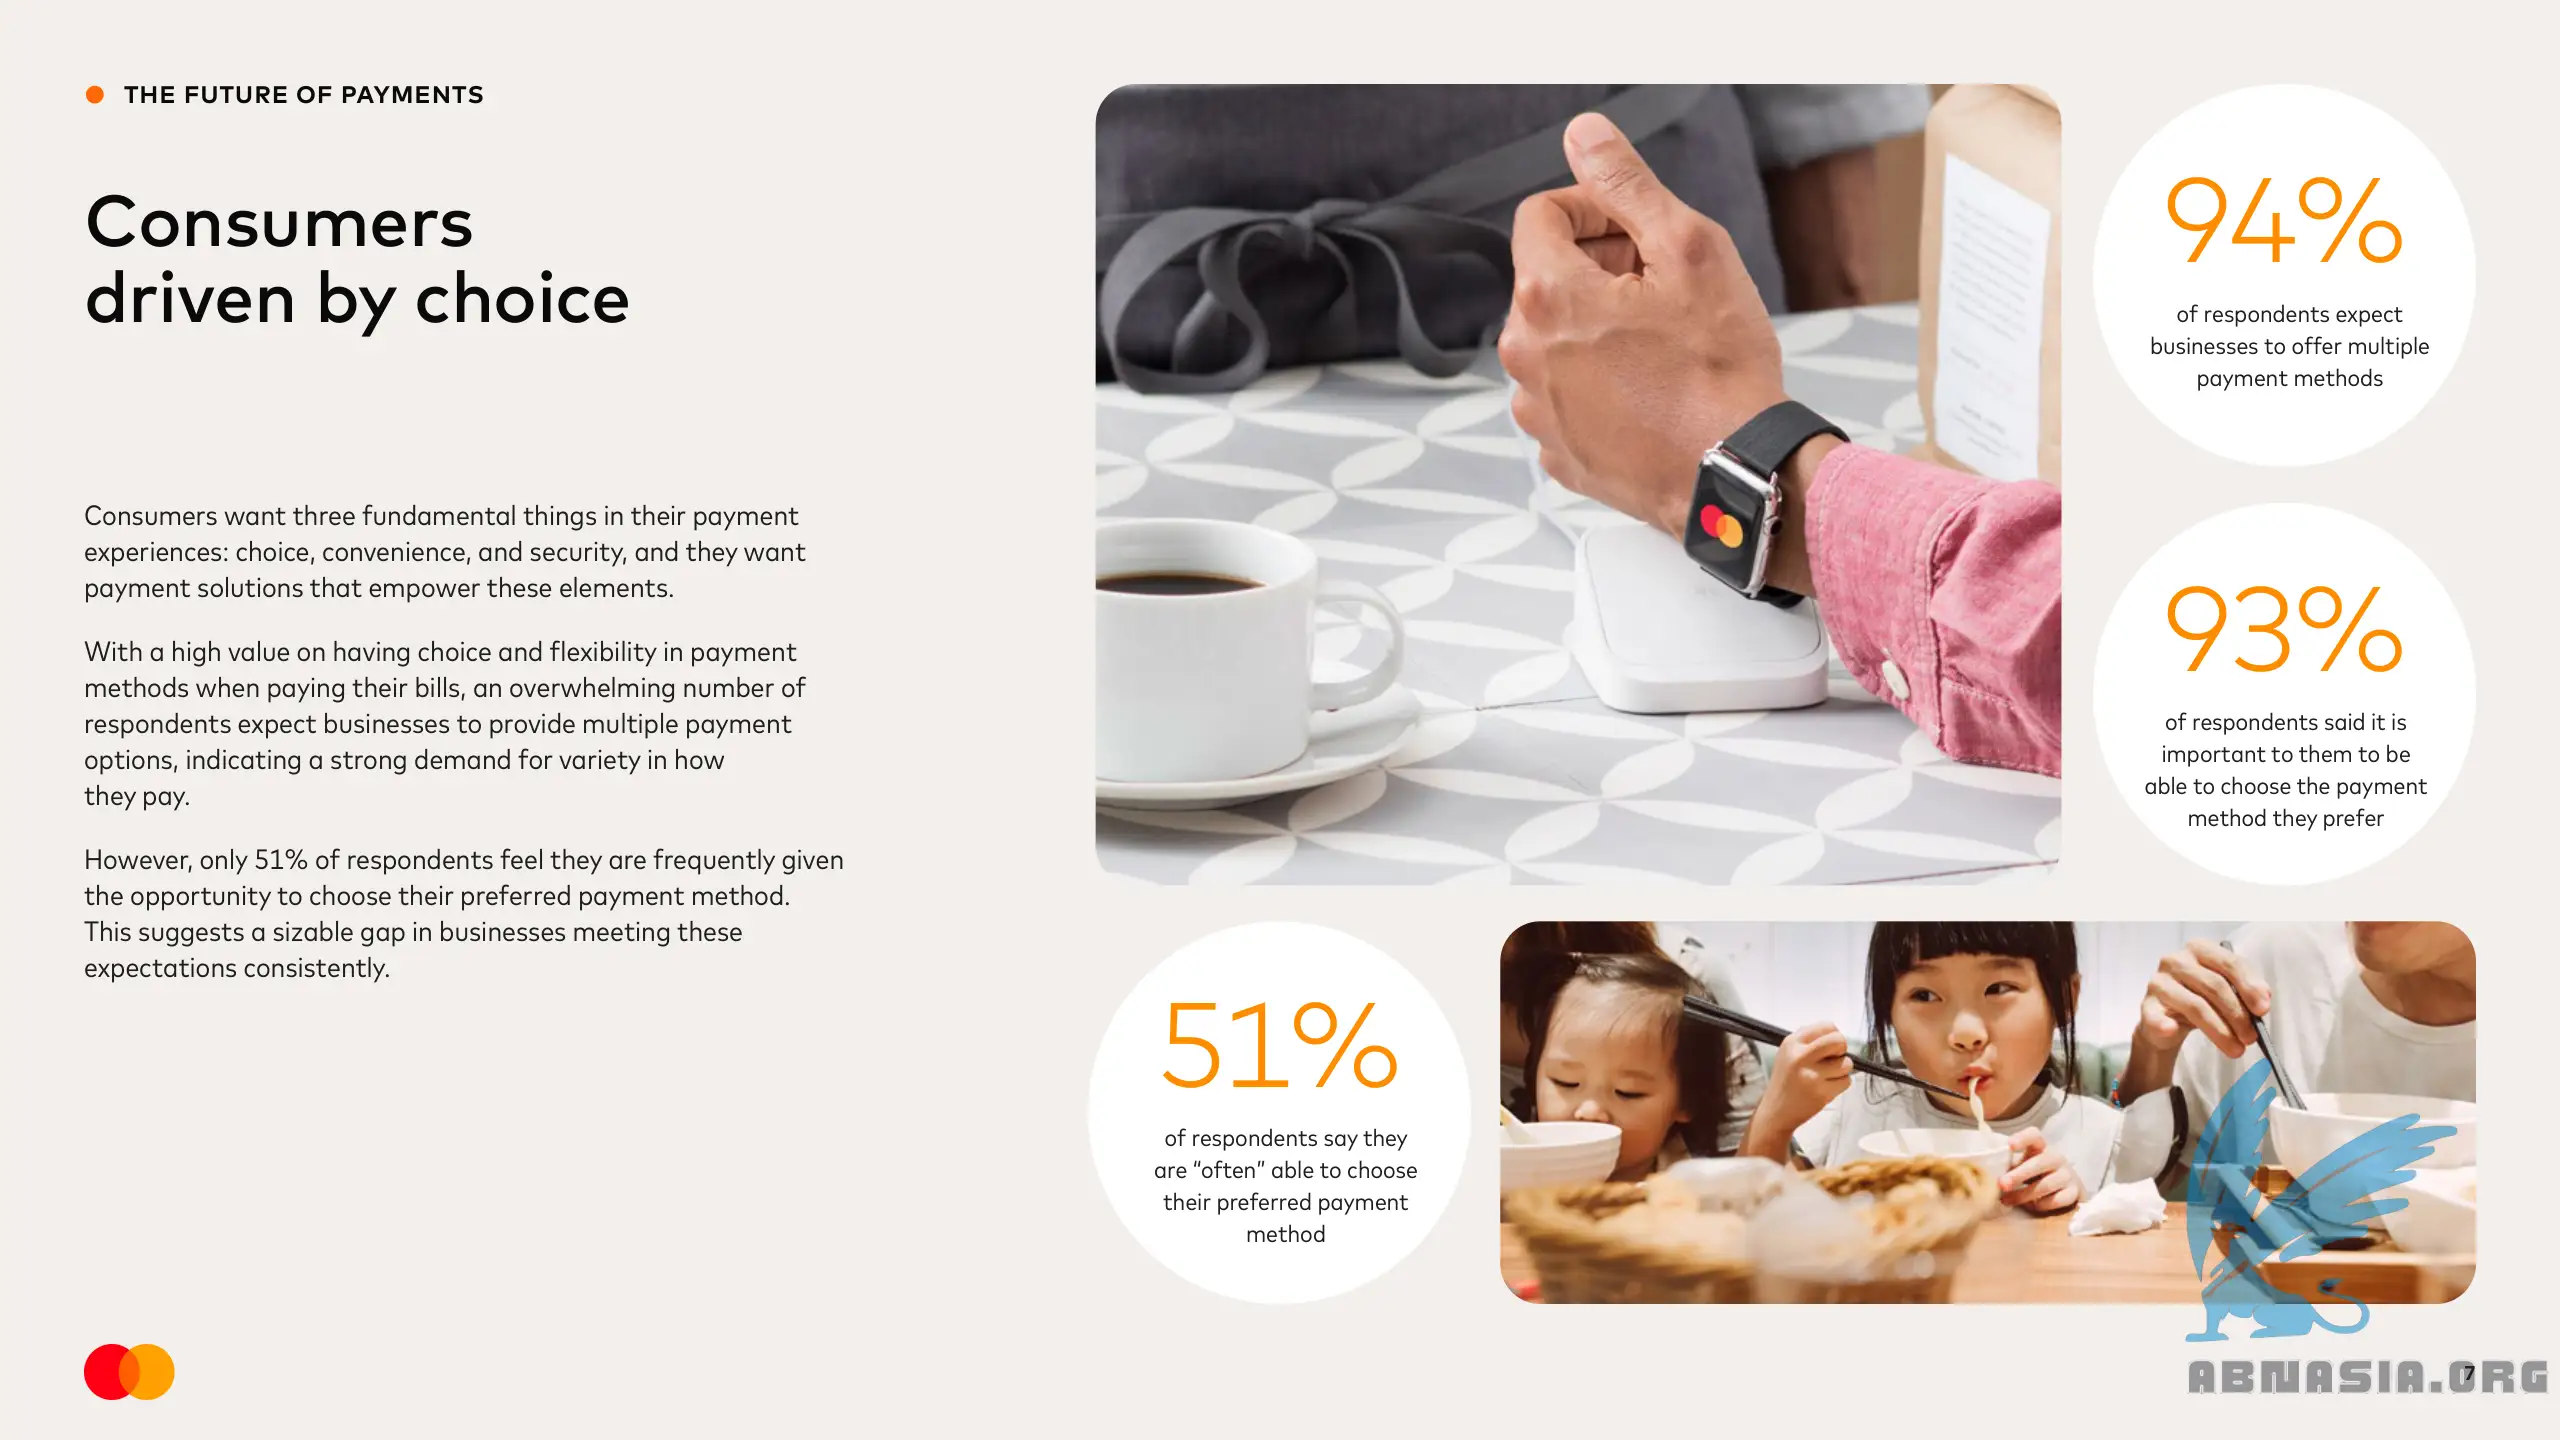 THE FUTURE OF PAYMENTS
Consumers
driven by choice
Consumers want three fundamental things in their payment
experiences: choice, convenience, and security, and they want
payment solutions that empower these elements.
With a high value on having choice and flexibility in payment
methods when paying their bills, an overwhelming number of
respondents expect businesses to provide multiple payment
options, indicating a strong demand for variety in how
they pay.
However, only 51% of respondents feel they are frequently given
the opportunity to choose their preferred payment method.
This suggests a sizable gap in businesses meeting these
expectations consistently.
94%
of respondents expect
businesses to offer multiple
payment methods
93%
of respondents said it is
important to them to be
able to choose the payment
method they prefer
51%
of respondents say they
are “often” able to choose
their preferred payment
method
7
ABNASIA.ORG